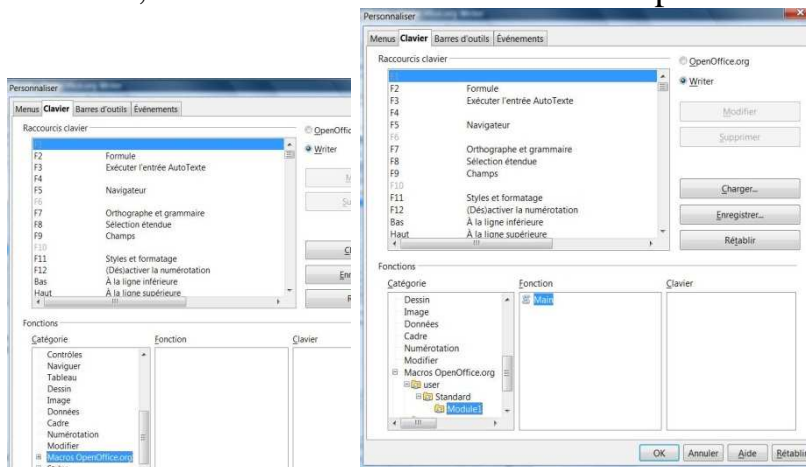 Personnaliser
Menus Clavier Barres d'outils Événements
Raccourcis clavier
F1
F2 Formule
F3 Exécuter l'entrée AutoTexte
F4
F5 Navigateur
F6
F7 Orthographe et grammaire
F8 Sélection étendue
F9 Champs
F10
F11 Styles et formatage
F12 (Dés)activer la numérotation
Bas À la ligne inférieure
Haut À la ligne supérieure
OpenOffic
Writer
Fonctions
Catégorie Fonction Clavier
Contrôles
Naviguer
Tableau
Dessin
Image
Données
Cadre
Numérotation
Modifier
Macros OpenOffice.org
Personnaliser
Menus Clavier Barres d'outils Événements
Raccourcis clavier
F2 Formule
F3 Exécuter l'entrée AutoTexte
F4
F5 Navigateur
F6
F7 Orthographe et grammaire
F8 Sélection étendue
F9 Champs
F10
F11 Styles et formatage
F12 (Dés)activer la numérotation
Bas À la ligne inférieure
Haut À la ligne supérieure
OpenOffice.org
Writer
Modifier
Supprimer
Charger...
Enregistrer...
Rétablir
Fonctions
Catégorie Fonction Clavier
Dessin
Image
Données
Cadre
Numérotation
Modifier
Macros OpenOffice.org
user
Standard
Module1
Main
OK Annuler Aide Rétablir